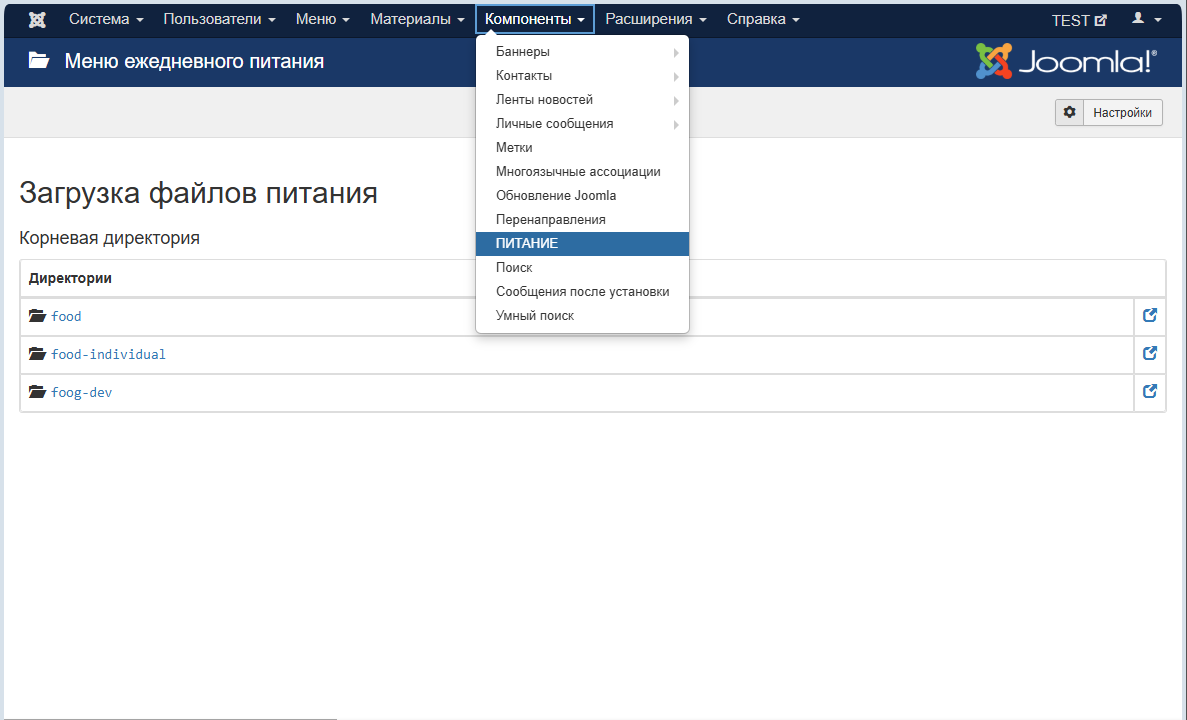 Система Пользователи Меню Материалы Компоненты Расширения Справка TEST
Меню ежедневного питания
Joomla!®
Баннеры
Контакты
Ленты новостей
Личные сообщения
Метки
Многоязычные ассоциации
Обновление Joomla
Перенаправления
ПИТАНИЕ
Поиск
Сообщения после установки
Умный поиск
Настройки
Загрузка файлов питания
Корневая директория
Директории
food
food-individual
foog-dev